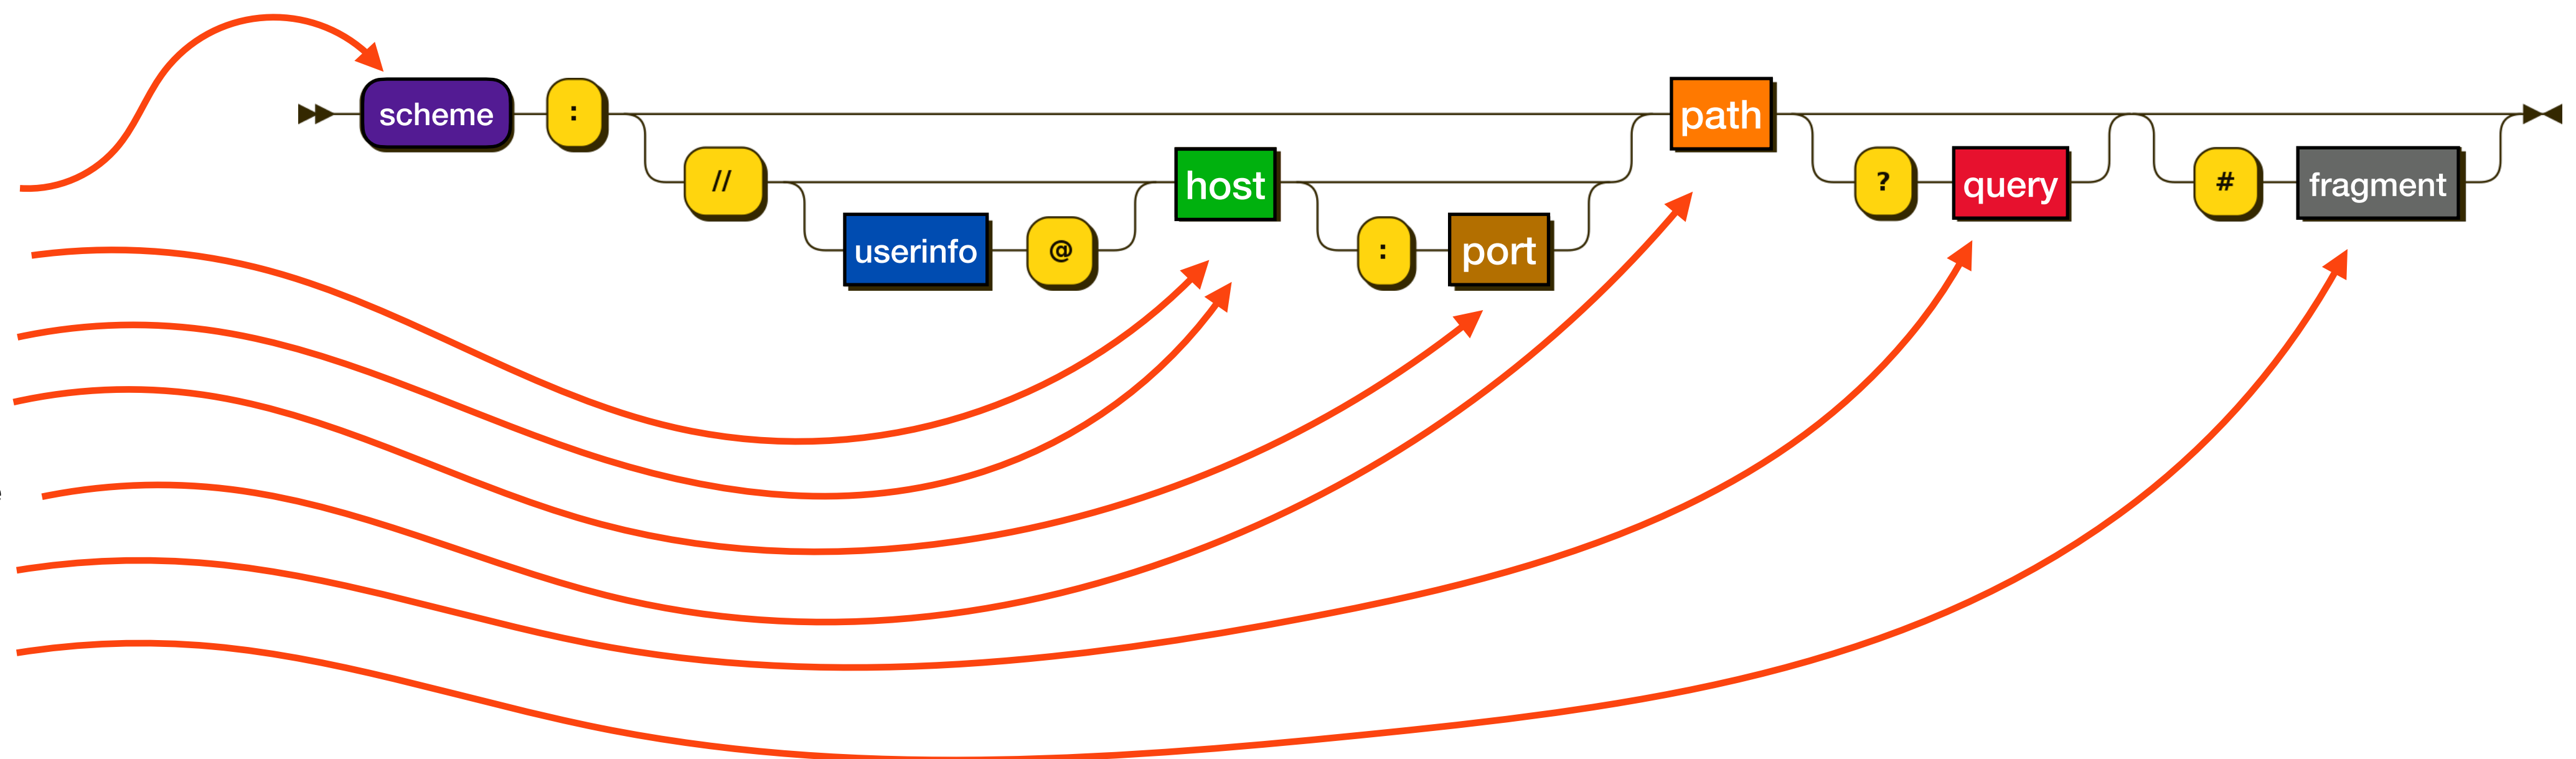 scheme : path
// host ? query # fragment
userinfo @ : port